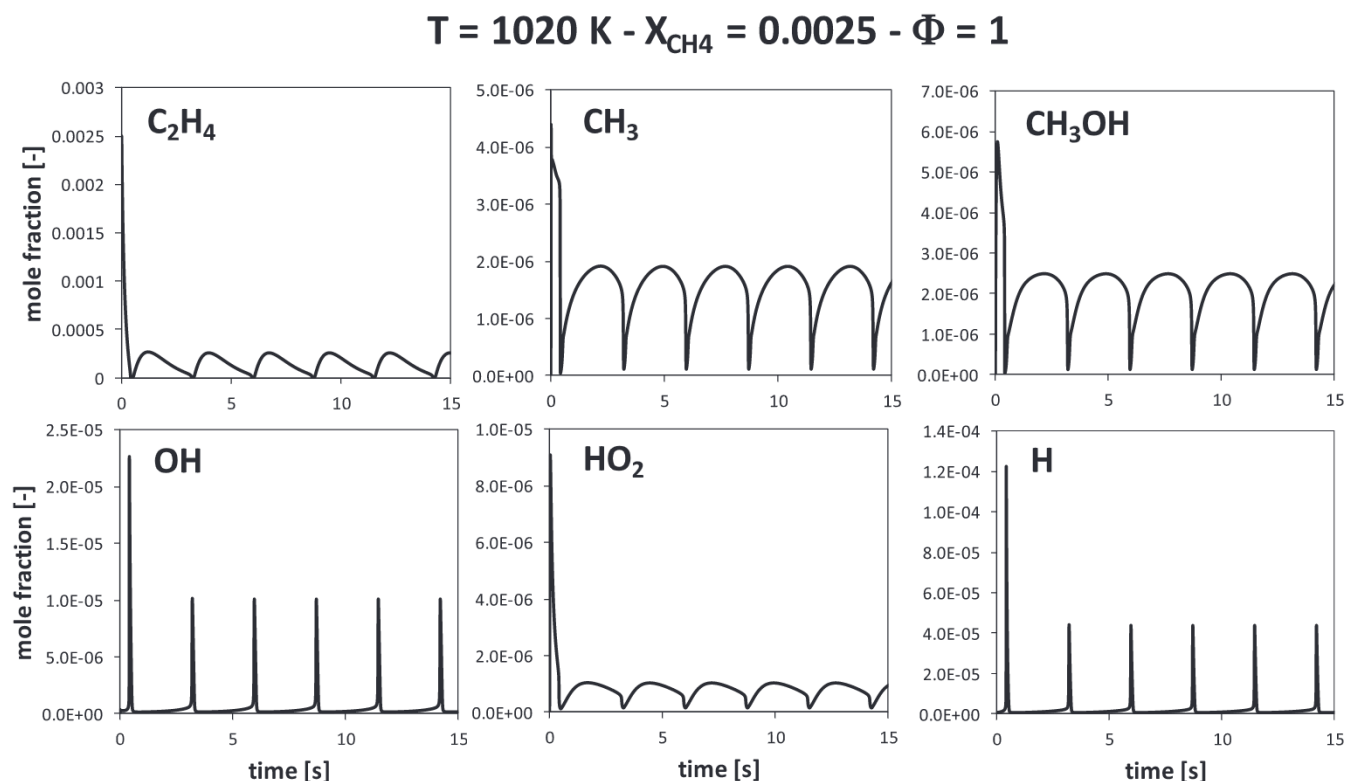 T = 1020 K - XCH4 = 0.0025 - Φ = 1
mole fraction [-]
0.003
0.0025
0.002
0.0015
0.001
0.0005
0
C2H4
0 5 10 15
5.0E-06
4.0E-06
3.0E-06
2.0E-06
1.0E-06
0.0E+00
CH3
0 5 10 15
7.0E-06
6.0E-06
5.0E-06
4.0E-06
3.0E-06
2.0E-06
1.0E-06
0.0E+00
CH3OH
0 5 10 15
mole fraction [-]
2.5E-05
2.0E-05
1.5E-05
1.0E-05
5.0E-06
0.0E+00
OH
0 5 10 15
time [s]
1.0E-05
8.0E-06
6.0E-06
4.0E-06
2.0E-06
0.0E+00
HO2
0 5 10 15
time [s]
1.4E-04
1.2E-04
1.0E-04
8.0E-05
6.0E-05
4.0E-05
2.0E-05
0.0E+00
H
0 5 10 15
time [s]